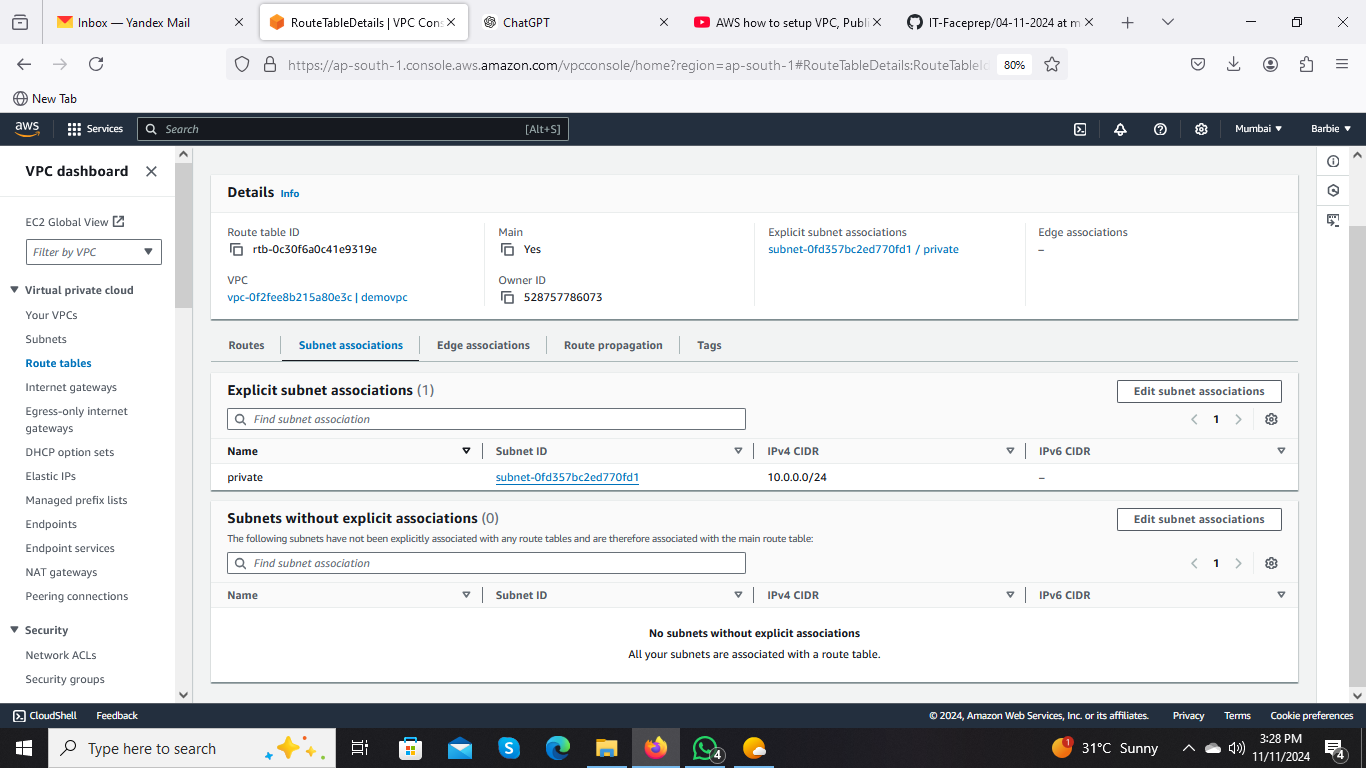 Inbox — Yandex Mail
RouteTableDetails | VPC Cons
ChatGPT
AWS how to setup VPC, Publi
IT-Faceprep/04-11-2024 at m
https://ap-south-1.console.aws.amazon.com/vpcconsole/home?region=ap-south-1#RouteTableDetails:RouteTableId
80%
New Tab
aws
Services
Search
[Alt+S]
Mumbai
Barbie
VPC dashboard
EC2 Global View
Filter by VPC
Virtual private cloud
Your VPCs
Subnets
Route tables
Internet gateways
Egress-only internet
gateways
DHCP option sets
Elastic IPs
Managed prefix lists
Endpoints
Endpoint services
NAT gateways
Peering connections
Security
Network ACLs
Security groups
Details Info
Route table ID
rtb-0c30f6a0c41e9319e
Main
Yes
Explicit subnet associations
subnet-0fd357bc2ed770fd1 / private
Edge associations
–
VPC
vpc-0f2fee8b215a80e3c | demovpc
Owner ID
528757786073
Routes
Subnet associations
Edge associations
Route propagation
Tags
Explicit subnet associations (1)
Edit subnet associations
Find subnet association
1
Name
Subnet ID
IPv4 CIDR
IPv6 CIDR
private
subnet-0fd357bc2ed770fd1
10.0.0.0/24
–
Subnets without explicit associations (0)
Edit subnet associations
The following subnets have not been explicitly associated with any route tables and are therefore associated with the main route table:
Find subnet association
1
Name
Subnet ID
IPv4 CIDR
IPv6 CIDR
No subnets without explicit associations
All your subnets are associated with a route table.
CloudShell
Feedback
© 2024, Amazon Web Services, Inc. or its affiliates.
Privacy
Terms
Cookie preferences
Type here to search
4
1
31°C Sunny
3:28 PM
11/11/2024
4